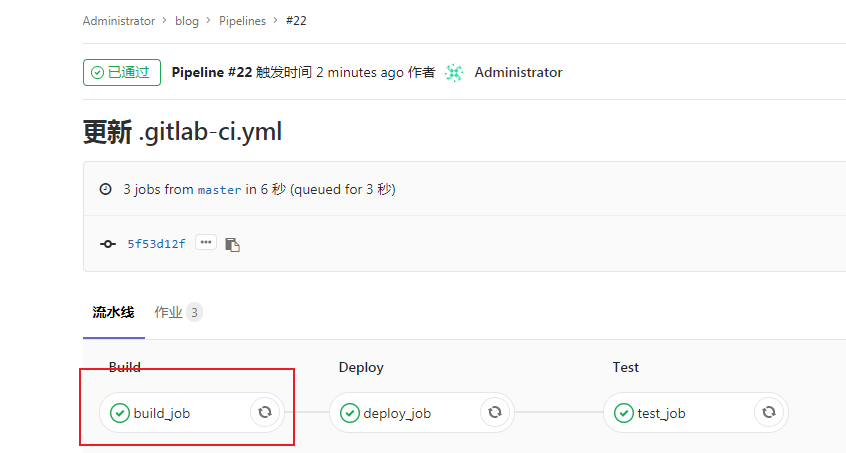 Administrator > blog > Pipelines > #22
已通过 Pipeline #22 触发时间 2 minutes ago 作者 Administrator
更新 .gitlab-ci.yml
3 jobs from master in 6 秒 (queued for 3 秒)
5f53d12f ···
流水线 作业 3
Build Deploy Test
build_job deploy_job test_job